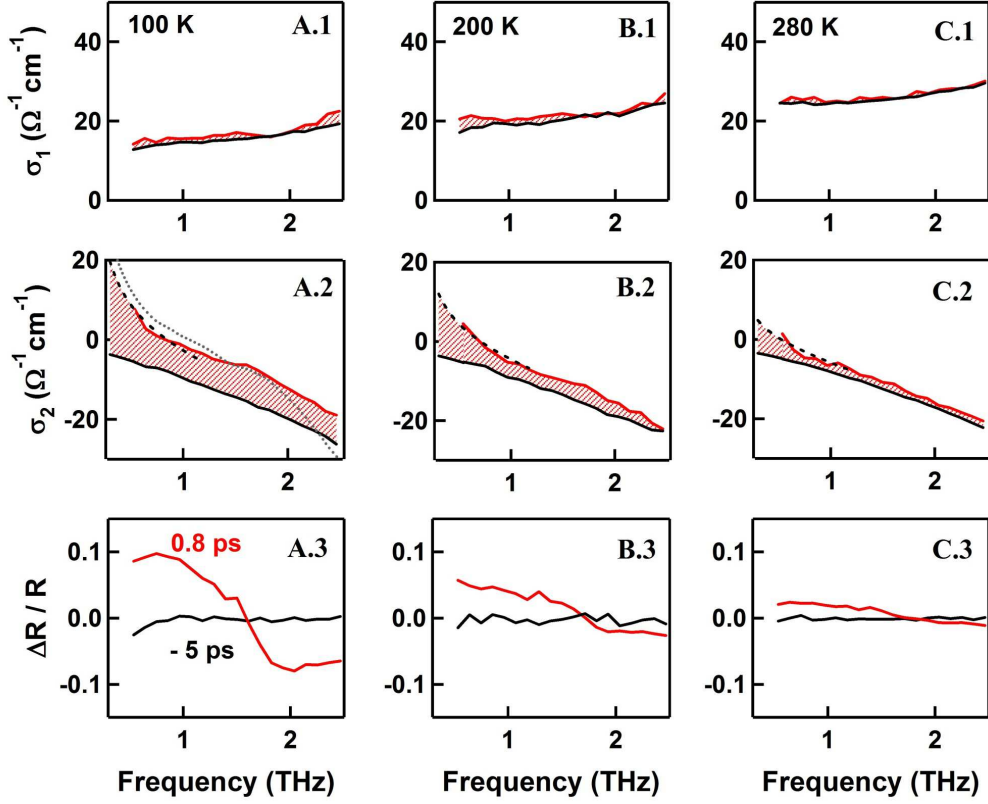 100 K A.1
200 K B.1
280 K C.1
σ1 (Ω-1 cm-1)
40
20
0
1 2
40
20
0
1 2
40
20
0
1 2
A.2
B.2
C.2
σ2 (Ω-1 cm-1)
20
0
-20
1 2
20
0
-20
1 2
20
0
-20
1 2
A.3
B.3
C.3
ΔR / R
0.1
0.0
-0.1
0.8 ps
- 5 ps
1 2
0.1
0.0
-0.1
1 2
0.1
0.0
-0.1
1 2
Frequency (THz)
Frequency (THz)
Frequency (THz)